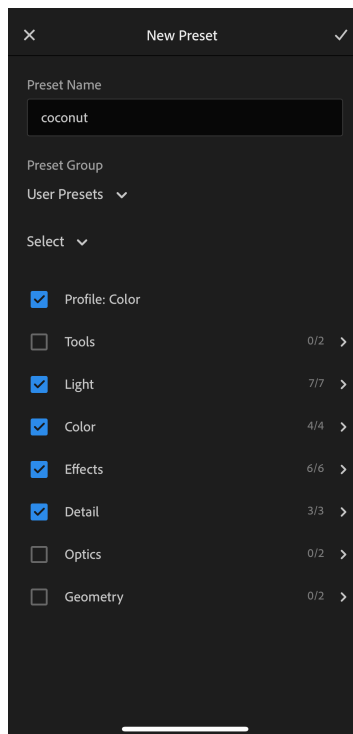 New Preset
Preset Name
coconut
Preset Group
User Presets
Select
Profile: Color
Tools 0/2
Light 7/7
Color 4/4
Effects 6/6
Detail 3/3
Optics 0/2
Geometry 0/2